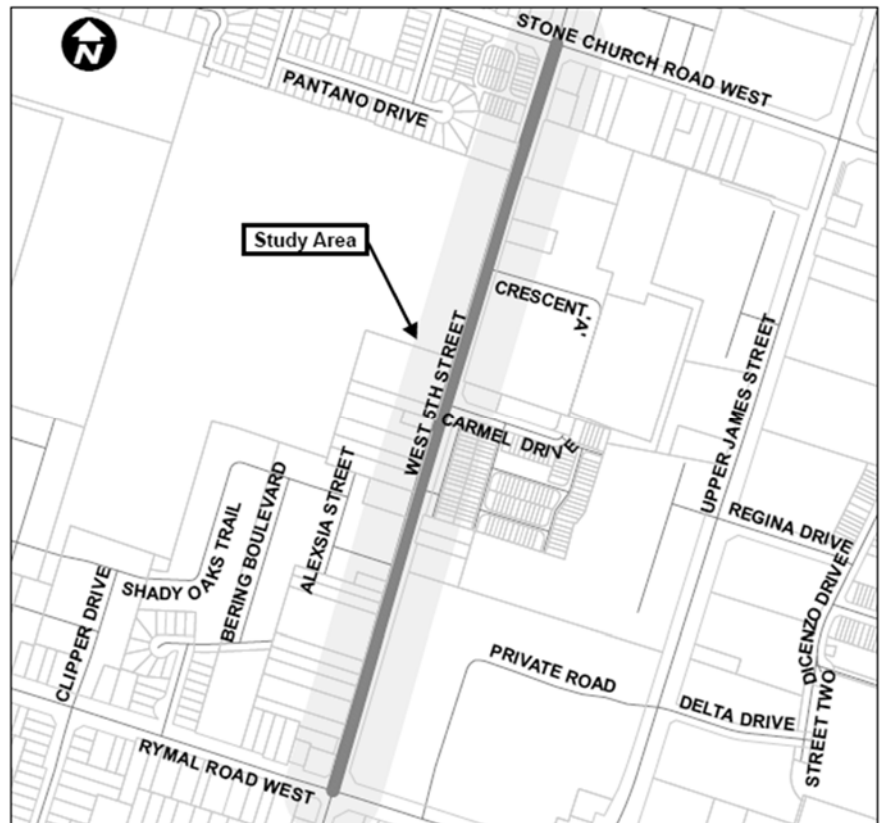 N
STONE CHURCH ROAD WEST
PANTANO DRIVE
Study Area
CRESCENT 'A'
WEST 5TH STREET
UPPER JAMES STREET
CARMEL DRIVE
ALEXSIA STREET
BERING BOULEVARD
SHADY OAKS TRAIL
CLIPPER DRIVE
REGINA DRIVE
DICENZO DRIVE
PRIVATE ROAD
DELTA DRIVE
STREET TWO
RYMAL ROAD WEST